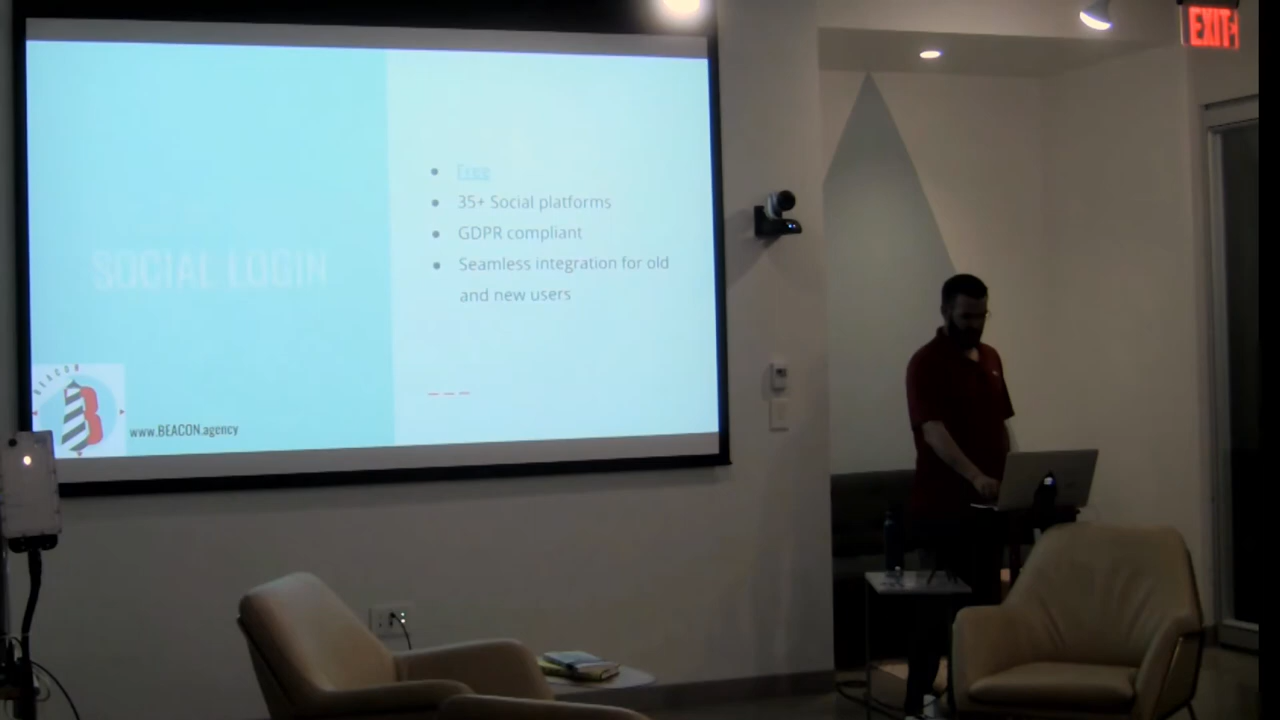 SOCIAL LOGIN
Free
35+ Social platforms
GDPR compliant
Seamless integration for old
and new users
BEACON
B
www.BEACON.agency
EXIT